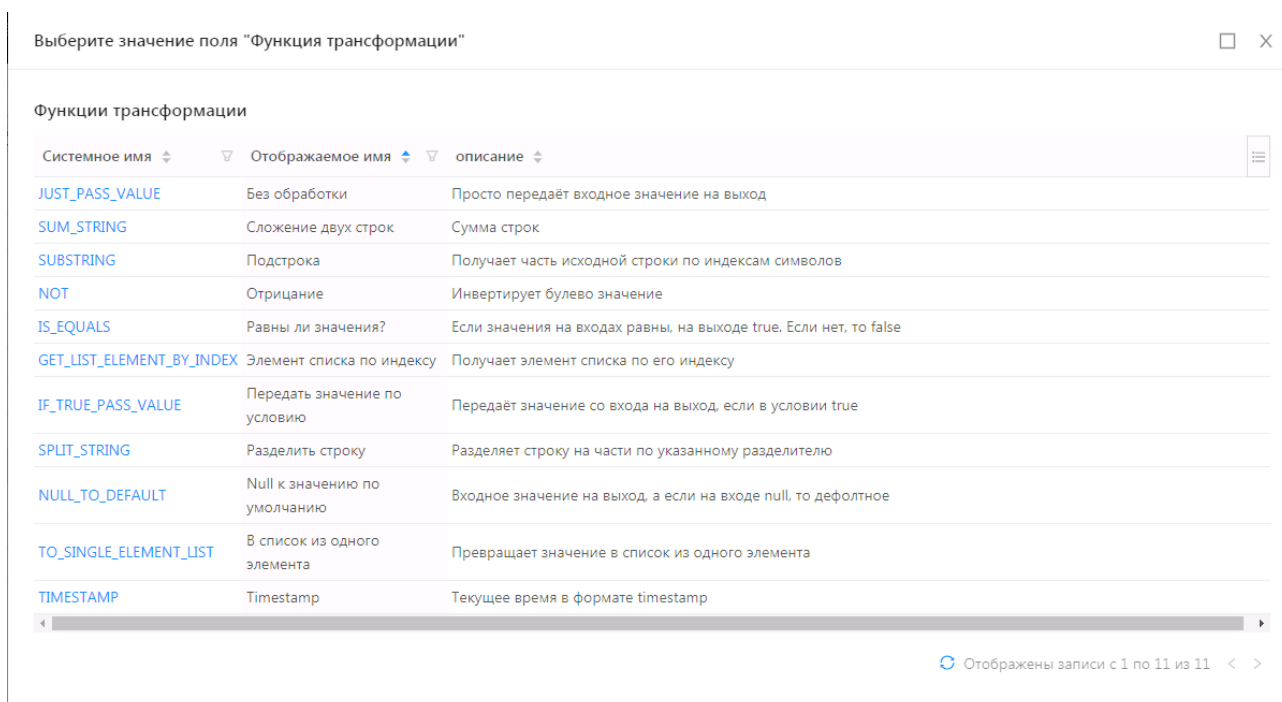 Выберите значение поля "Функция трансформации"
Функции трансформации
Системное имя Отображаемое имя описание
JUST_PASS_VALUE Без обработки Просто передаёт входное значение на выход
SUM_STRING Сложение двух строк Сумма строк
SUBSTRING Подстрока Получает часть исходной строки по индексам символов
NOT Отрицание Инвертирует булево значение
IS_EQUALS Равны ли значения? Если значения на входах равны, на выходе true. Если нет, то false
GET_LIST_ELEMENT_BY_INDEX Элемент списка по индексу Получает элемент списка по его индексу
IF_TRUE_PASS_VALUE Передать значение по условию Передаёт значение со входа на выход, если в условии true
SPLIT_STRING Разделить строку Разделяет строку на части по указанному разделителю
NULL_TO_DEFAULT Null к значению по умолчанию Входное значение на выход, а если на входе null, то дефолтное
TO_SINGLE_ELEMENT_LIST В список из одного элемента Превращает значение в список из одного элемента
TIMESTAMP Timestamp Текущее время в формате timestamp
Отображены записи с 1 по 11 из 11